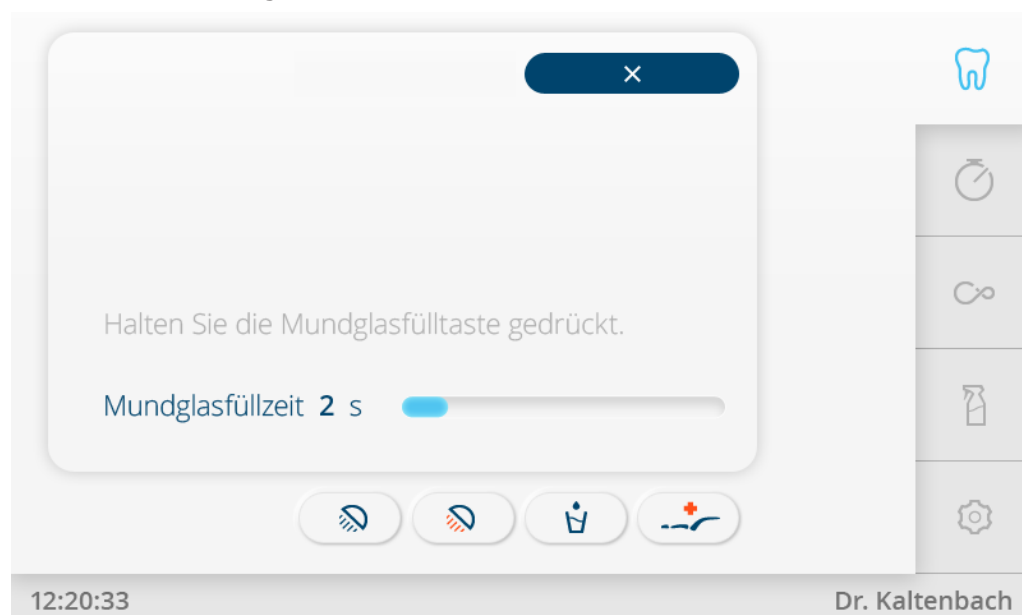 Halten Sie die Mundglasfülltaste gedrückt.
Mundglasfüllzeit 2 s
12:20:33 Dr. Kaltenbach